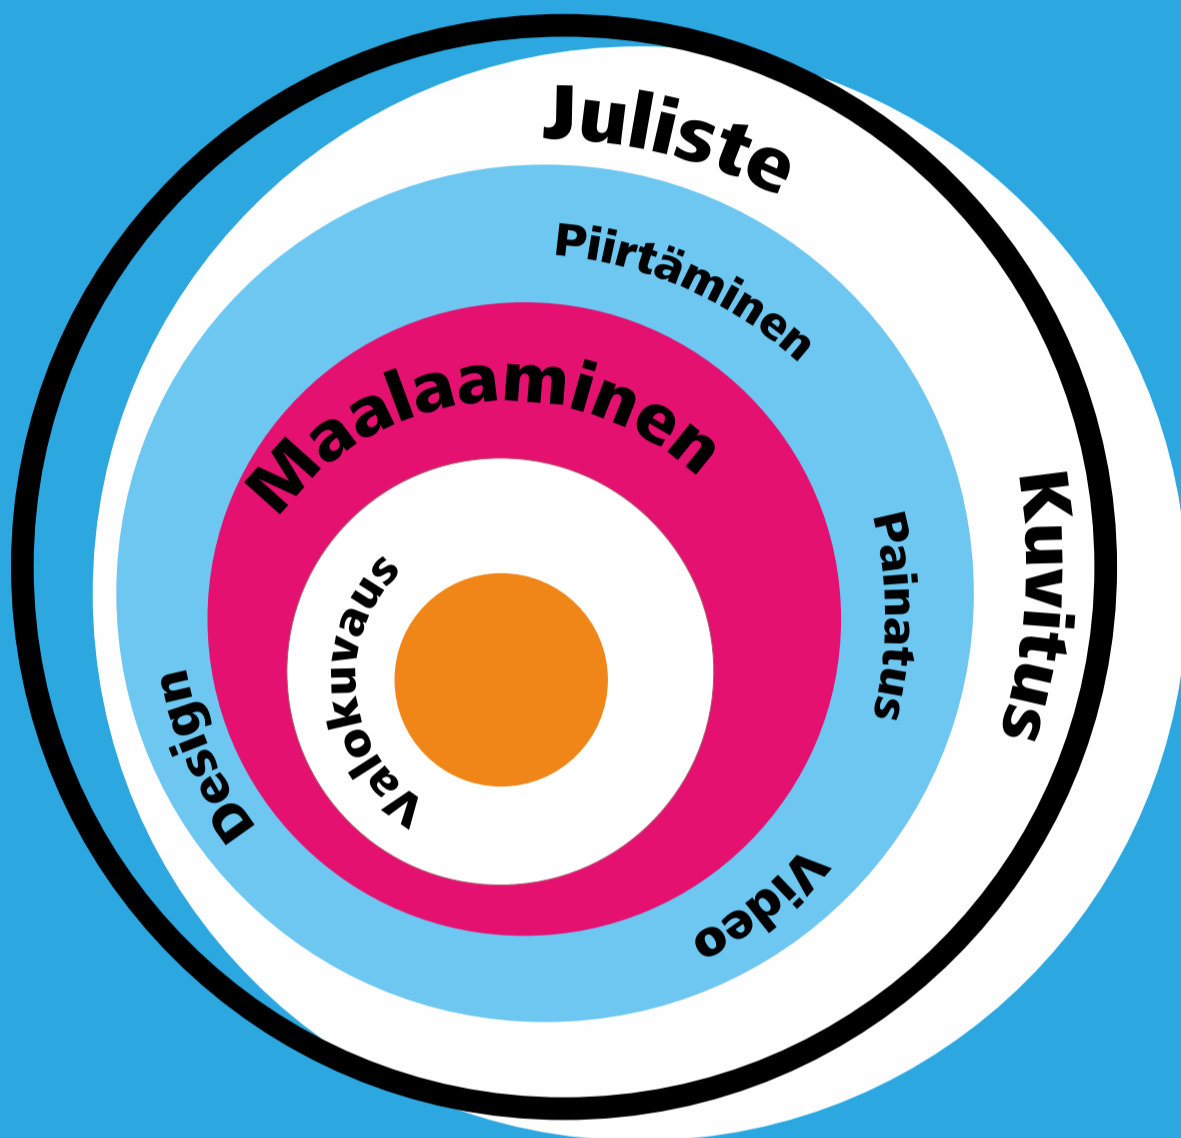 Juliste
Piirtäminen
Maalaaminen
Kuvitus
Painatus
Valokuvaus
Design
Video